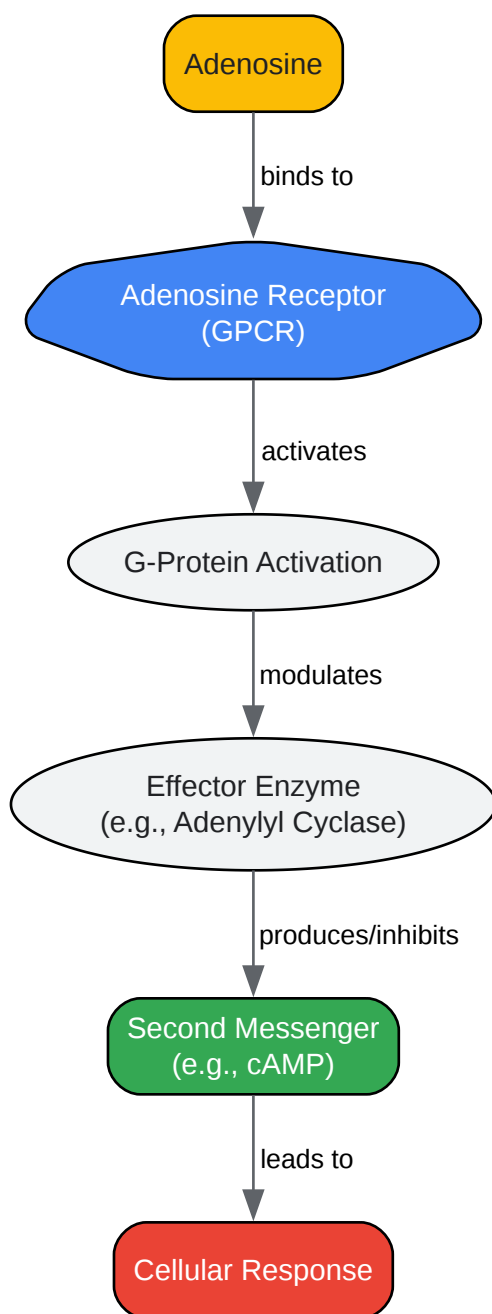 Adenosine
binds to
Adenosine Receptor
(GPCR)
activates
G-Protein Activation
modulates
Effector Enzyme
(e.g., Adenylyl Cyclase)
produces/inhibits
Second Messenger
(e.g., cAMP)
leads to
Cellular Response